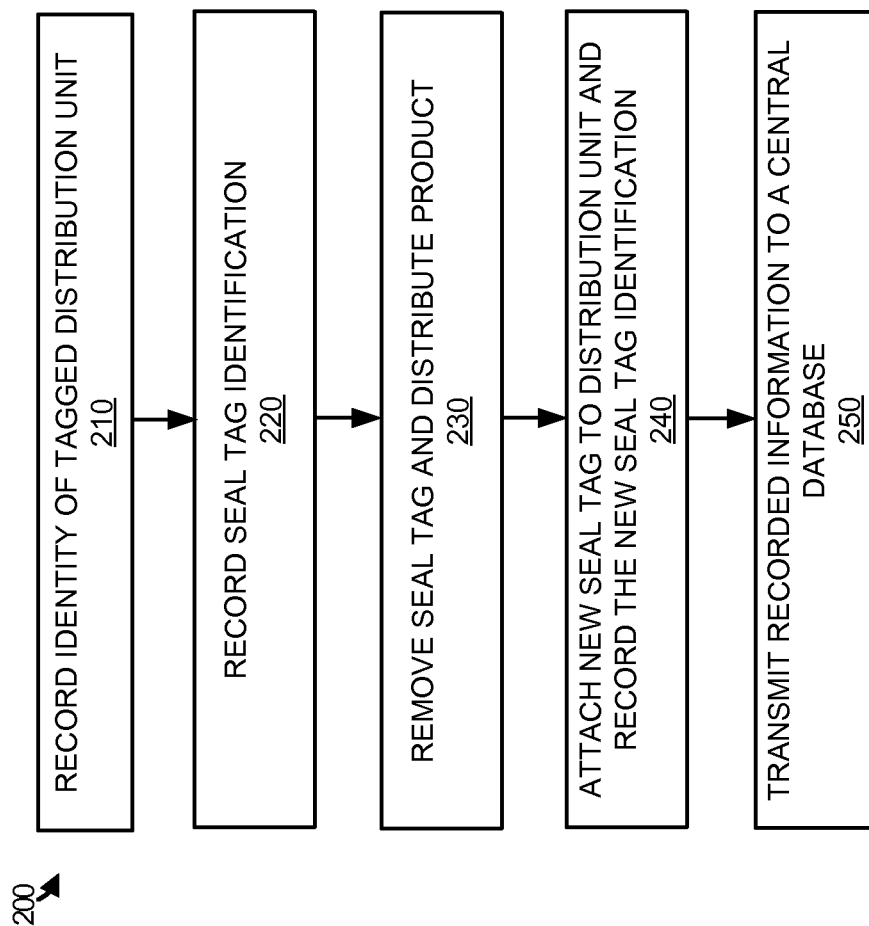 200
RECORD IDENTITY OF TAGGED DISTRIBUTION UNIT
210
RECORD SEAL TAG IDENTIFICATION
220
REMOVE SEAL TAG AND DISTRIBUTE PRODUCT
230
ATTACH NEW SEAL TAG TO DISTRIBUTION UNIT AND
RECORD THE NEW SEAL TAG IDENTIFICATION
240
TRANSMIT RECORDED INFORMATION TO A CENTRAL
DATABASE
250